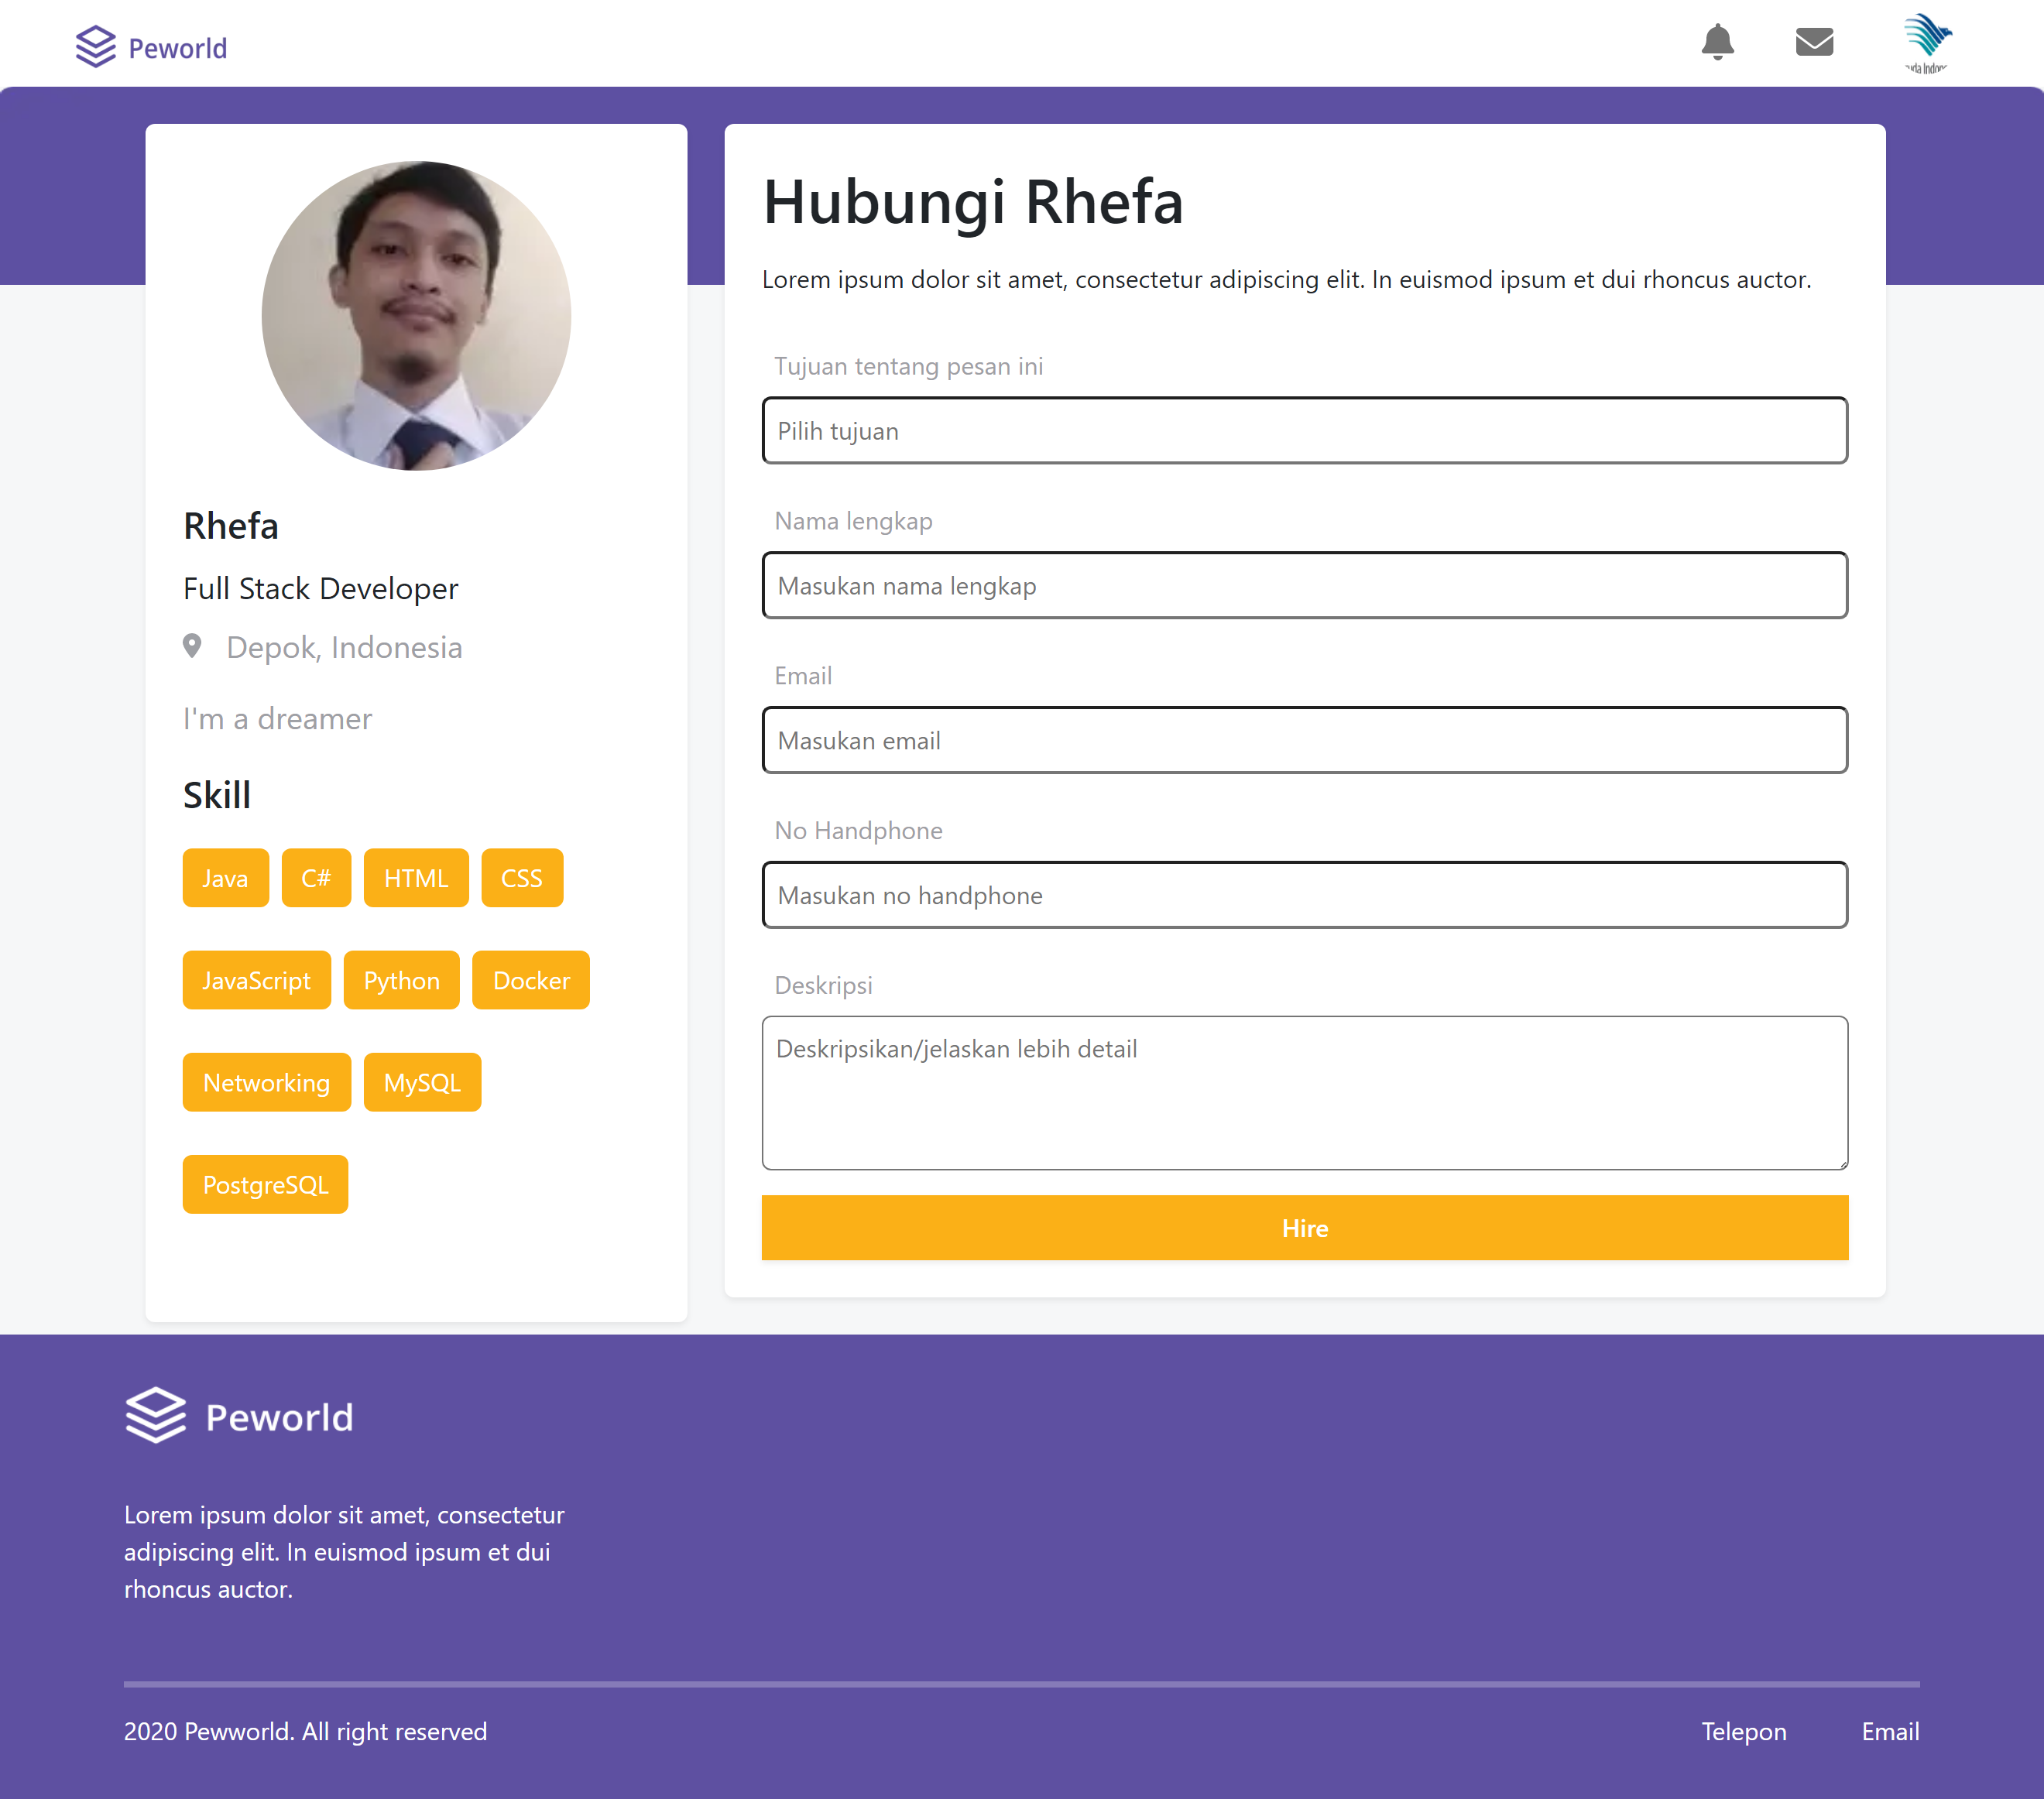 Peworld
Rhefa
Full Stack Developer
Depok, Indonesia
I'm a dreamer
Skill
Java C# HTML CSS
JavaScript Python Docker
Networking MySQL
PostgreSQL
Hubungi Rhefa
Lorem ipsum dolor sit amet, consectetur adipiscing elit. In euismod ipsum et dui rhoncus auctor.
Tujuan tentang pesan ini
Pilih tujuan
Nama lengkap
Masukan nama lengkap
Email
Masukan email
No Handphone
Masukan no handphone
Deskripsi
Deskripsikan/jelaskan lebih detail
Hire
Peworld
Lorem ipsum dolor sit amet, consectetur
adipiscing elit. In euismod ipsum et dui
rhoncus auctor.
2020 Pewworld. All right reserved
Telepon Email